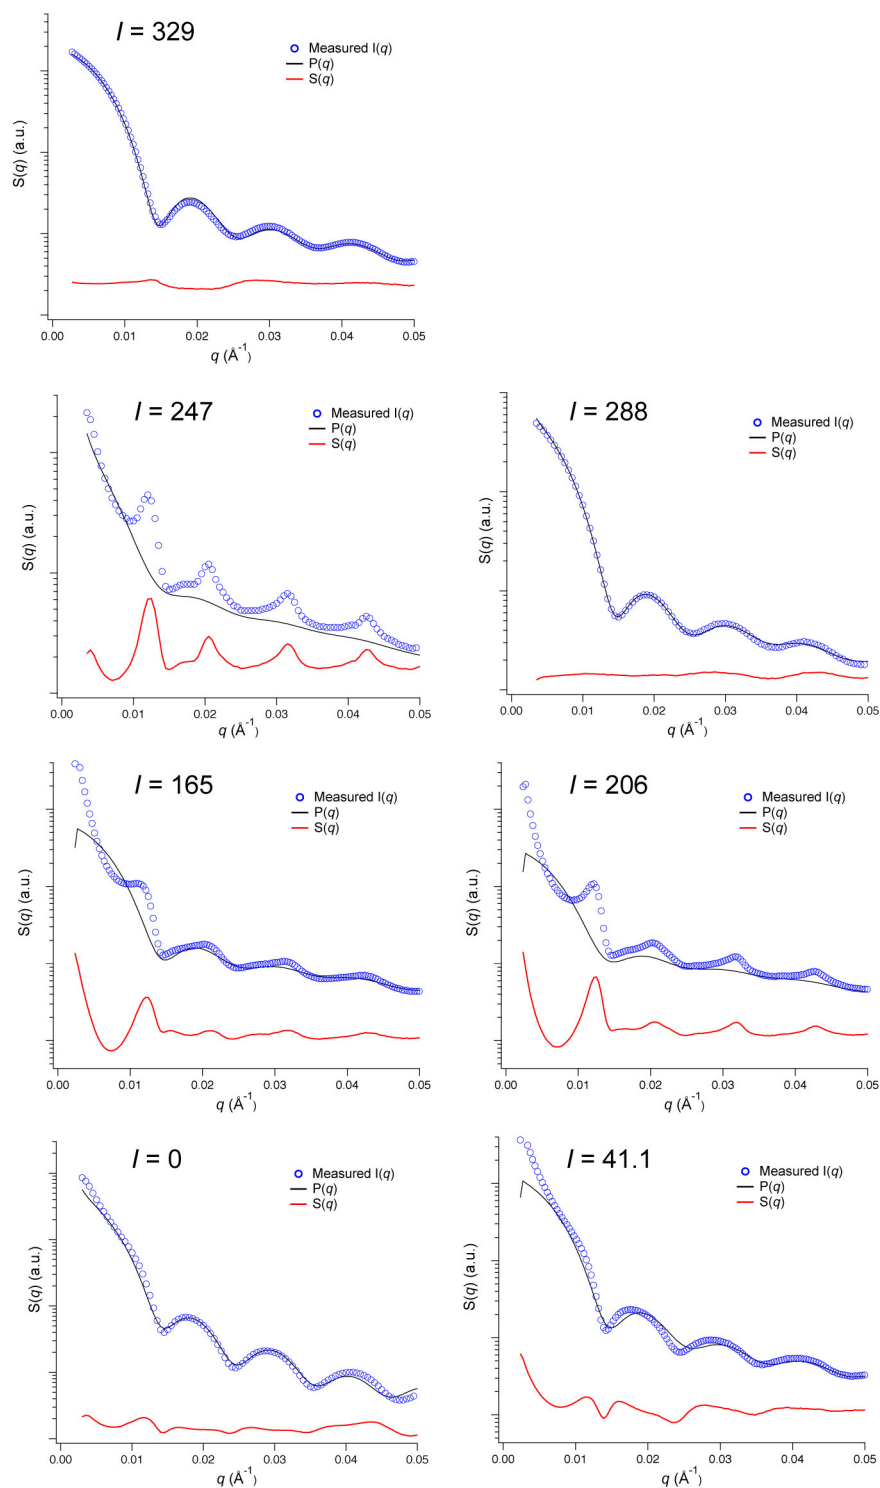 I = 329
Measured I(q)
P(q)
S(q)
S(q) (a.u.)
0.00 0.01 0.02 0.03 0.04 0.05
q (Å⁻¹)
I = 247
Measured I(q)
P(q)
S(q)
S(q) (a.u.)
0.00 0.01 0.02 0.03 0.04 0.05
q (Å⁻¹)
I = 288
Measured I(q)
P(q)
S(q)
S(q) (a.u.)
0.00 0.01 0.02 0.03 0.04 0.05
q (Å⁻¹)
I = 165
Measured I(q)
P(q)
S(q)
S(q) (a.u.)
0.00 0.01 0.02 0.03 0.04 0.05
q (Å⁻¹)
I = 206
Measured I(q)
P(q)
S(q)
S(q) (a.u.)
0.00 0.01 0.02 0.03 0.04 0.05
q (Å⁻¹)
I = 0
Measured I(q)
P(q)
S(q)
S(q) (a.u.)
0.00 0.01 0.02 0.03 0.04 0.05
q (Å⁻¹)
I = 41.1
Measured I(q)
P(q)
S(q)
S(q) (a.u.)
0.00 0.01 0.02 0.03 0.04 0.05
q (Å⁻¹)